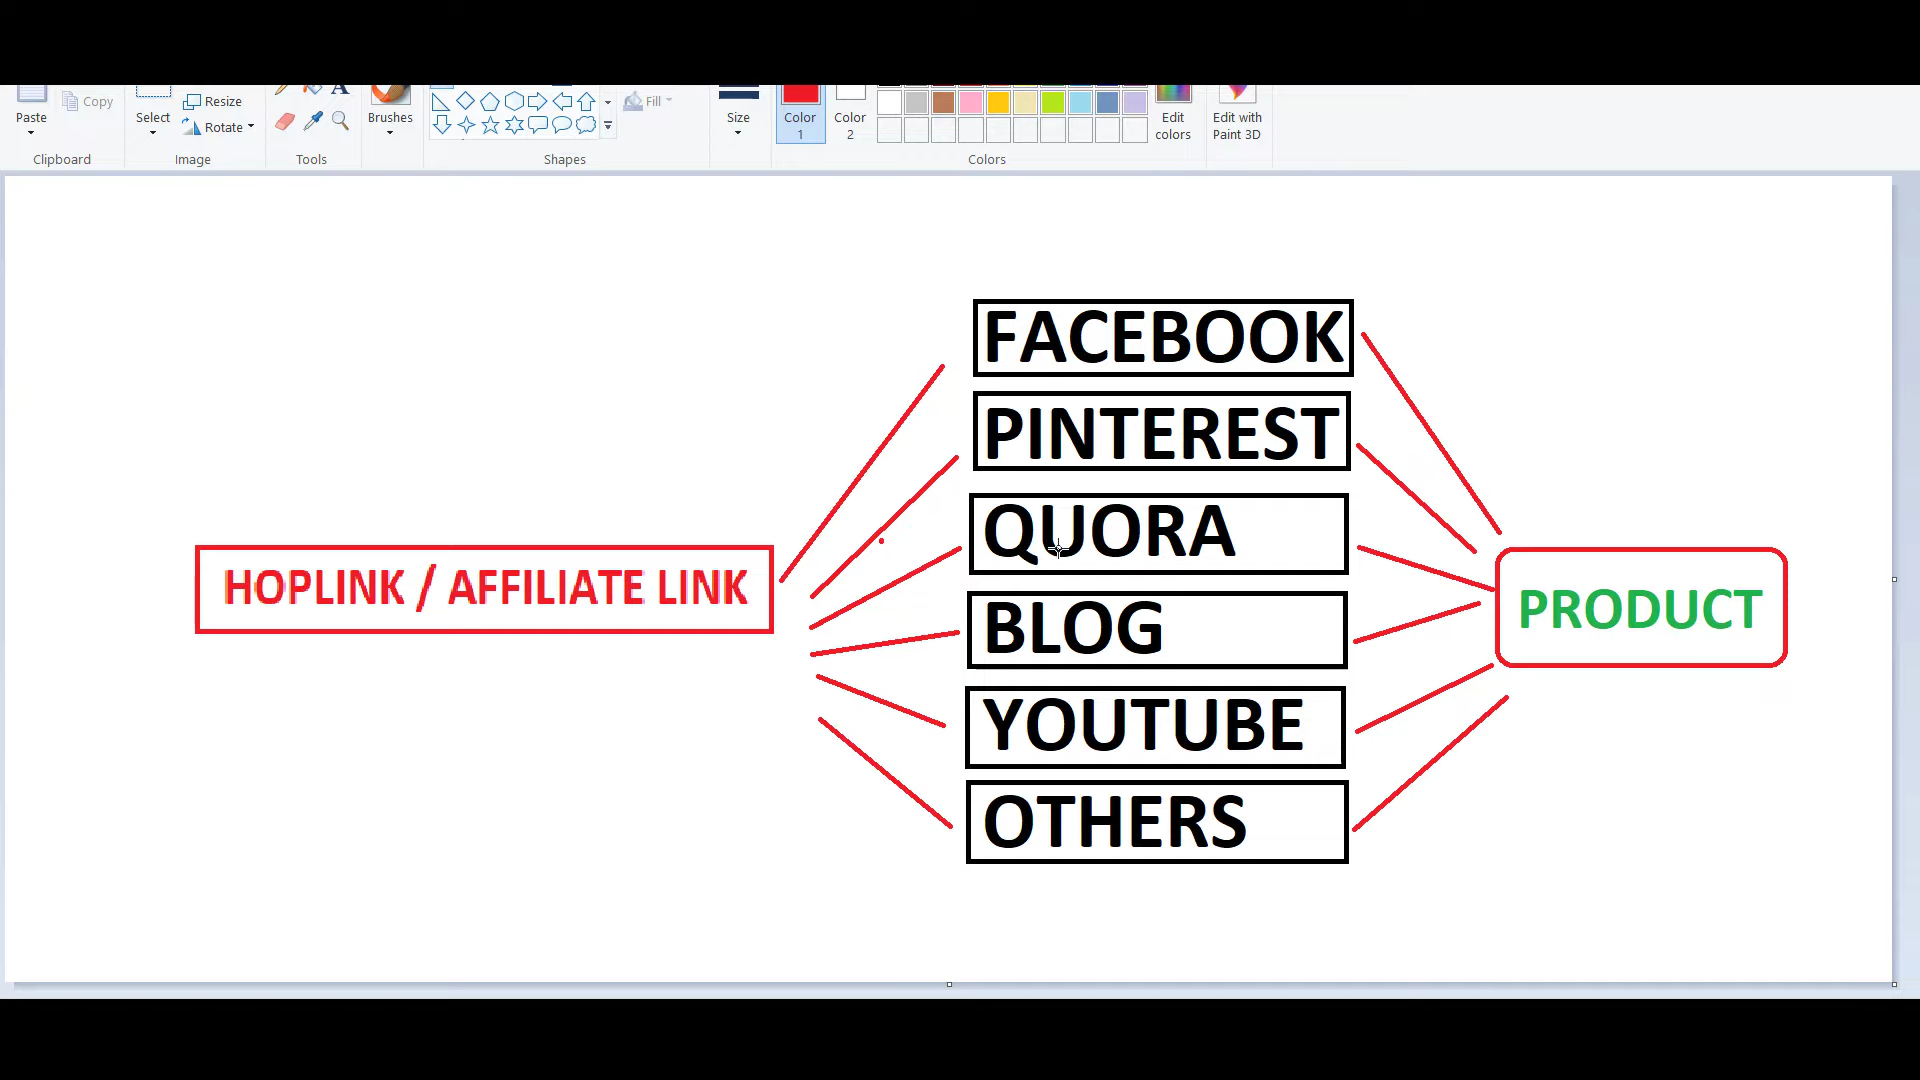 Copy
Resize
Paste
Select
Rotate
Brushes
Fill
Size
Color
1
Color
2
Edit
colors
Edit with
Paint 3D
Clipboard
Image
Tools
Shapes
Colors
FACEBOOK
PINTEREST
QUORA
HOPLINK / AFFILIATE LINK
PRODUCT
BLOG
YOUTUBE
OTHERS